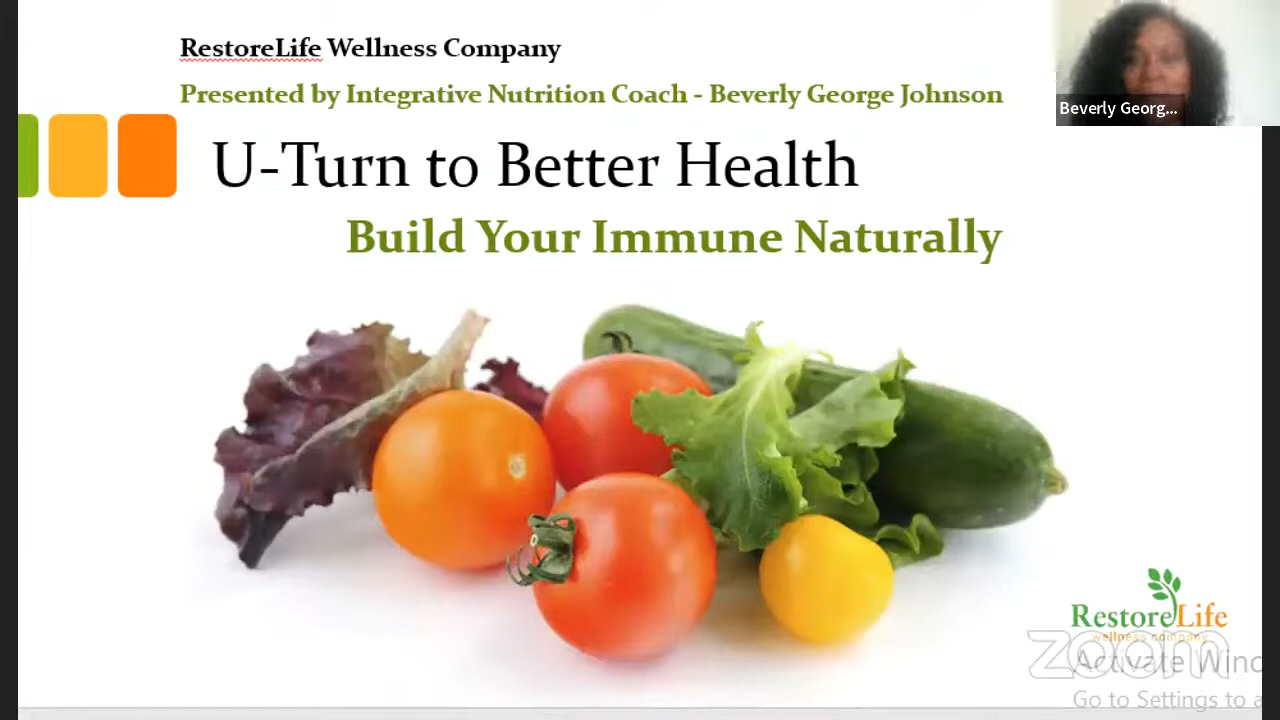 RestoreLife Wellness Company
Presented by Integrative Nutrition Coach - Beverly George Johnson
Beverly Georg...
U-Turn to Better Health
Build Your Immune Naturally
RestoreLife
wellness company
zoom
Activate Winc
Go to Settings to a